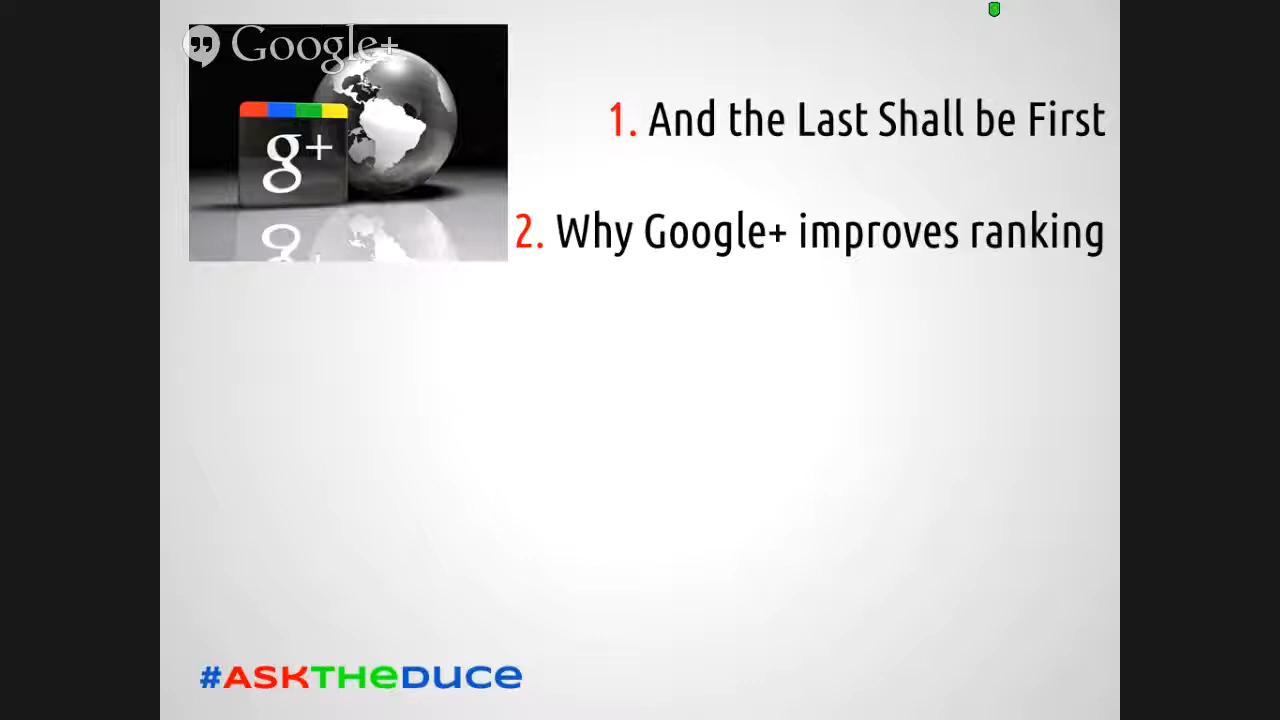 Google+
g+
1. And the Last Shall be First
2. Why Google+ improves ranking
#ASKTHeDUCe